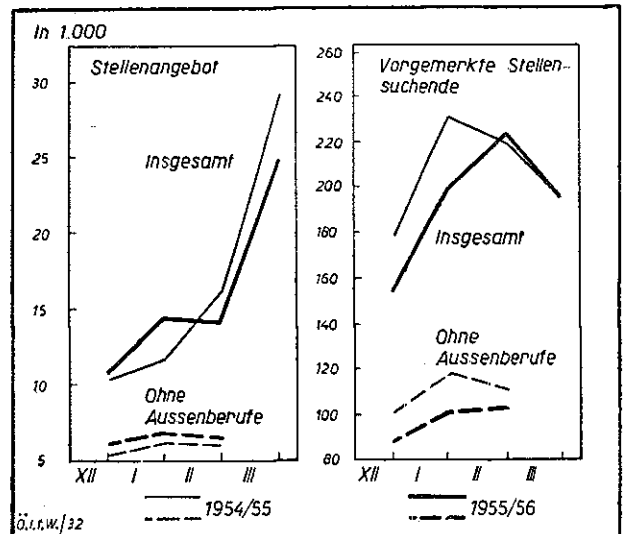 In 1.000
Stellenangebot
30
25
20
15
10
5
Insgesamt
Ohne
Aussenberufe
XII I II III
Vorgemerkte Stellen-
suchende
260
240
220
200
180
160
140
120
100
80
Insgesamt
Ohne
Aussenberufe
XII I II III
1954/55
1955/56
Ö.I.f.W./32